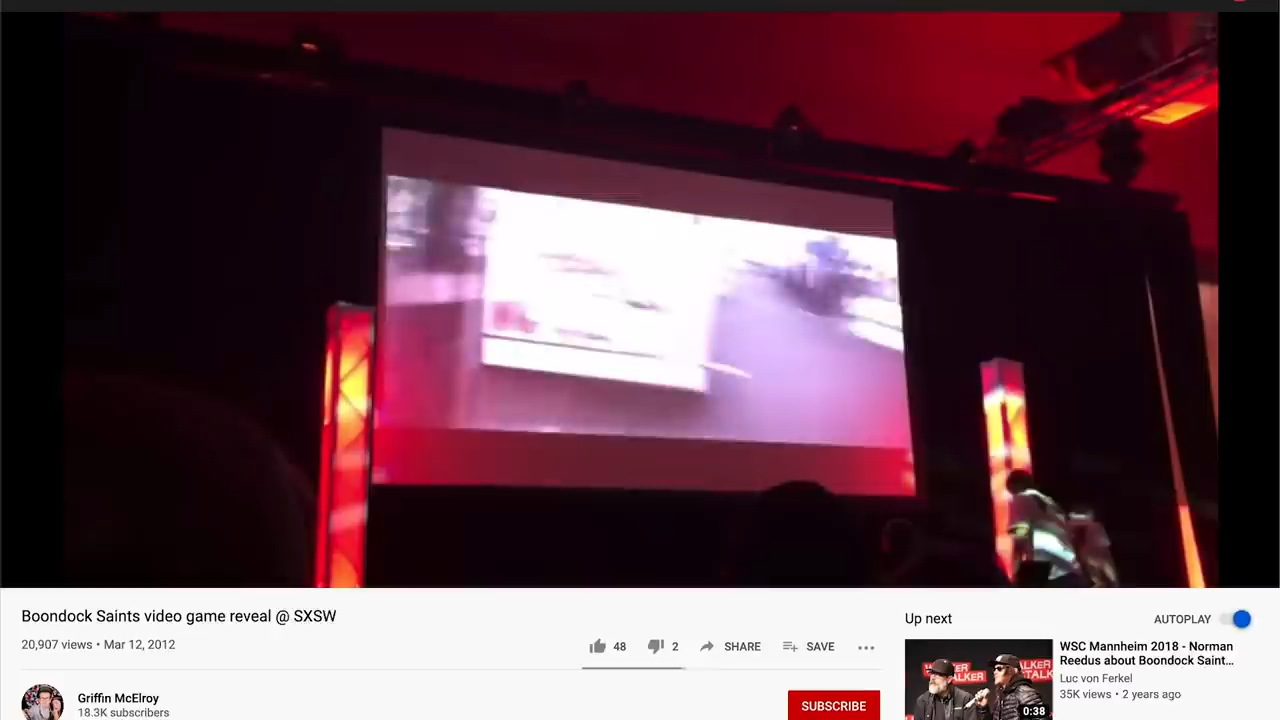 Boondock Saints video game reveal @ SXSW
20,907 views • Mar 12, 2012
48
2
SHARE
SAVE
Griffin McElroy
18.3K subscribers
SUBSCRIBE
Up next
AUTOPLAY
WSC Mannheim 2018 - Norman
Reedus about Boondock Saint…
Luc von Ferkel
35K views • 2 years ago
0:38